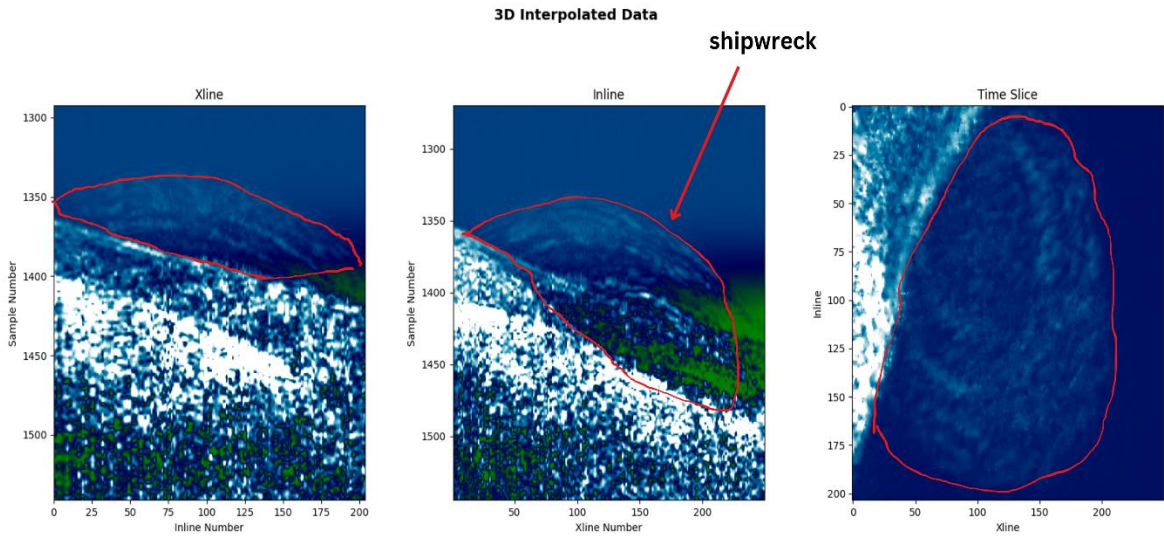 3D Interpolated Data
shipwreck
Xline
1300
1350
1400
1450
1500
Sample Number
0 25 50 75 100 125 150 175 200
Inline Number
Inline
1300
1350
1400
1450
1500
Sample Number
50 100 150 200
Xline Number
Time Slice
0
25
50
75
100
125
150
175
200
Inline
0 100 200
Xline